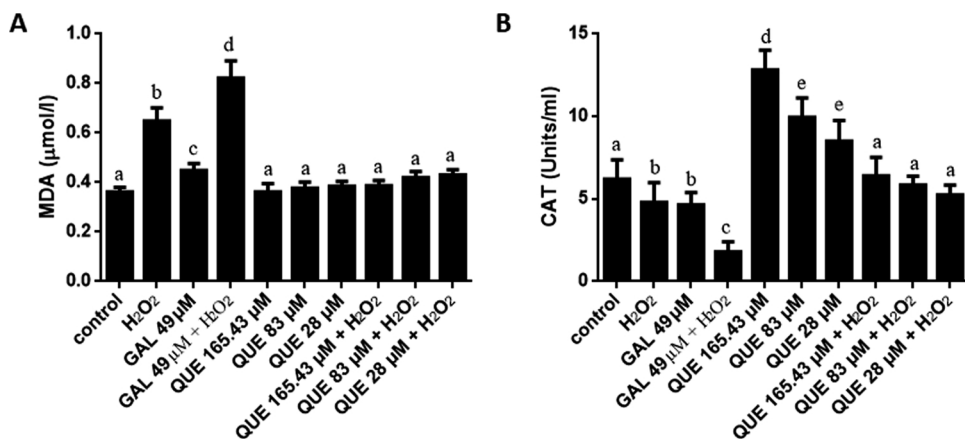 A
MDA (μmol/l)
1.0
0.8
0.6
0.4
0.2
0.0
a
b
c
d
a
a
a
a
a
a
control
H₂O₂
GAL 49 μM
GAL 49 μM + H₂O₂
QUE 165.43 μM
QUE 83 μM
QUE 28 μM
QUE 165.43 μM + H₂O₂
QUE 83 μM + H₂O₂
QUE 28 μM + H₂O₂
B
CAT (Units/ml)
15
10
5
0
a
b
b
c
d
e
e
a
a
a
control
H₂O₂
GAL 49 μM
GAL 49 μM + H₂O₂
QUE 165.43 μM
QUE 83 μM
QUE 28 μM
QUE 165.43 μM + H₂O₂
QUE 83 μM + H₂O₂
QUE 28 μM + H₂O₂